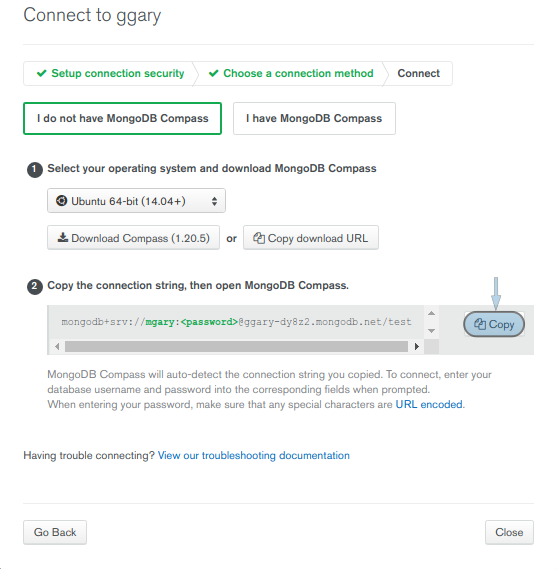 Connect to ggary
Setup connection security
Choose a connection method
Connect
I do not have MongoDB Compass
I have MongoDB Compass
1 Select your operating system and download MongoDB Compass
Ubuntu 64-bit (14.04+)
Download Compass (1.20.5) or Copy download URL
2 Copy the connection string, then open MongoDB Compass.
mongodb+srv://mgary:<password>@ggary-dy8z2.mongodb.net/test
Copy
MongoDB Compass will auto-detect the connection string you copied. To connect, enter your
database username and password into the corresponding fields when prompted.
When entering your password, make sure that any special characters are URL encoded.
Having trouble connecting? View our troubleshooting documentation
Go Back
Close